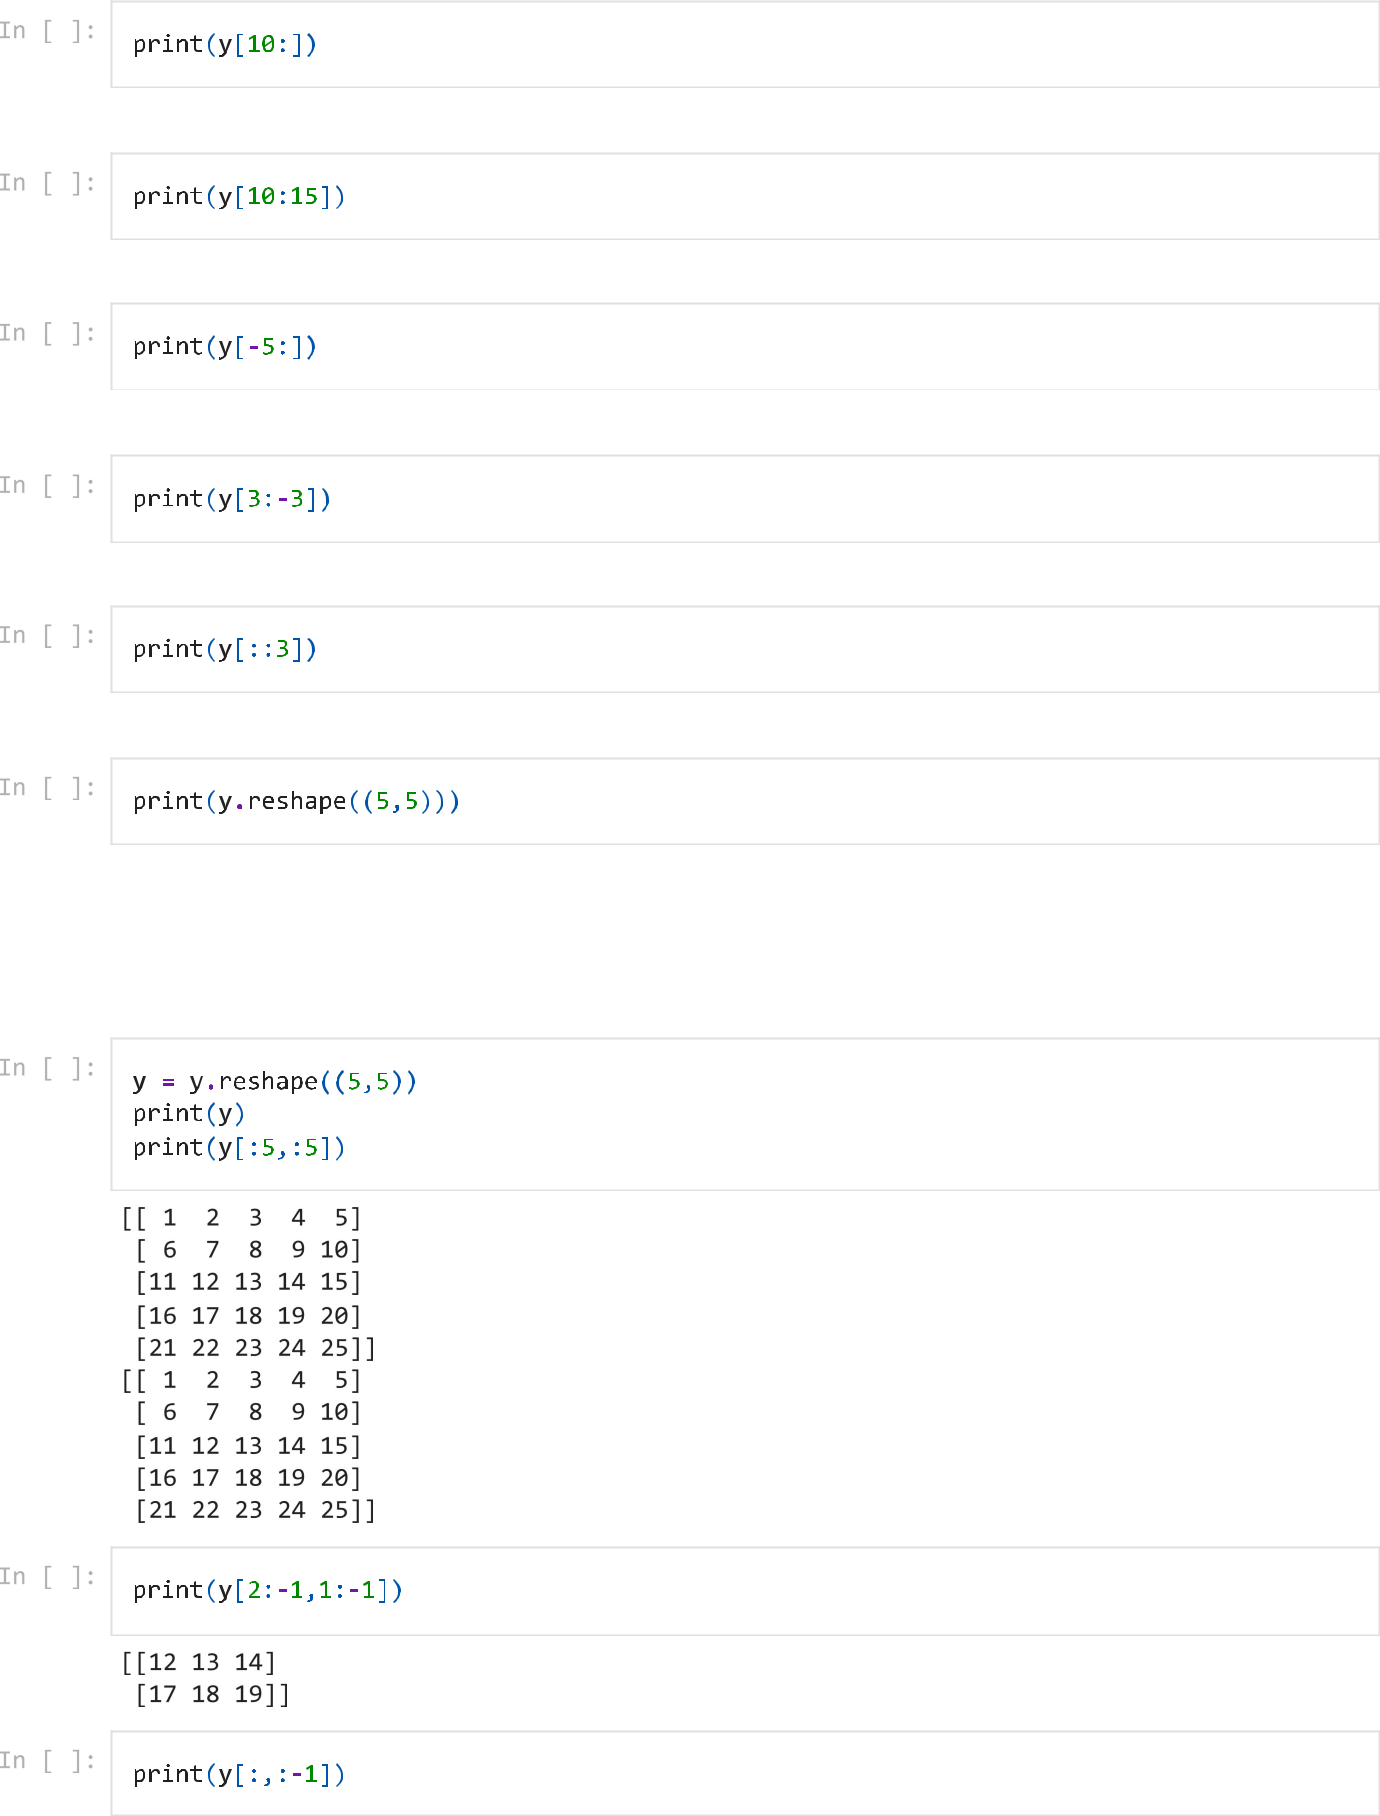 In [ ]:
print(y[10:])
In [ ]:
print(y[10:15])
In [ ]:
print(y[-5:])
In [ ]:
print(y[3:-3])
In [ ]:
print(y[::3])
In [ ]:
print(y.reshape((5,5)))
In [ ]:
y = y.reshape((5,5))
print(y)
print(y[:5,:5])
[[ 1  2  3  4  5]
 [ 6  7  8  9 10]
 [11 12 13 14 15]
 [16 17 18 19 20]
 [21 22 23 24 25]]
[[ 1  2  3  4  5]
 [ 6  7  8  9 10]
 [11 12 13 14 15]
 [16 17 18 19 20]
 [21 22 23 24 25]]
In [ ]:
print(y[2:-1,1:-1])
[[12 13 14]
 [17 18 19]]
In [ ]:
print(y[:,:-1])